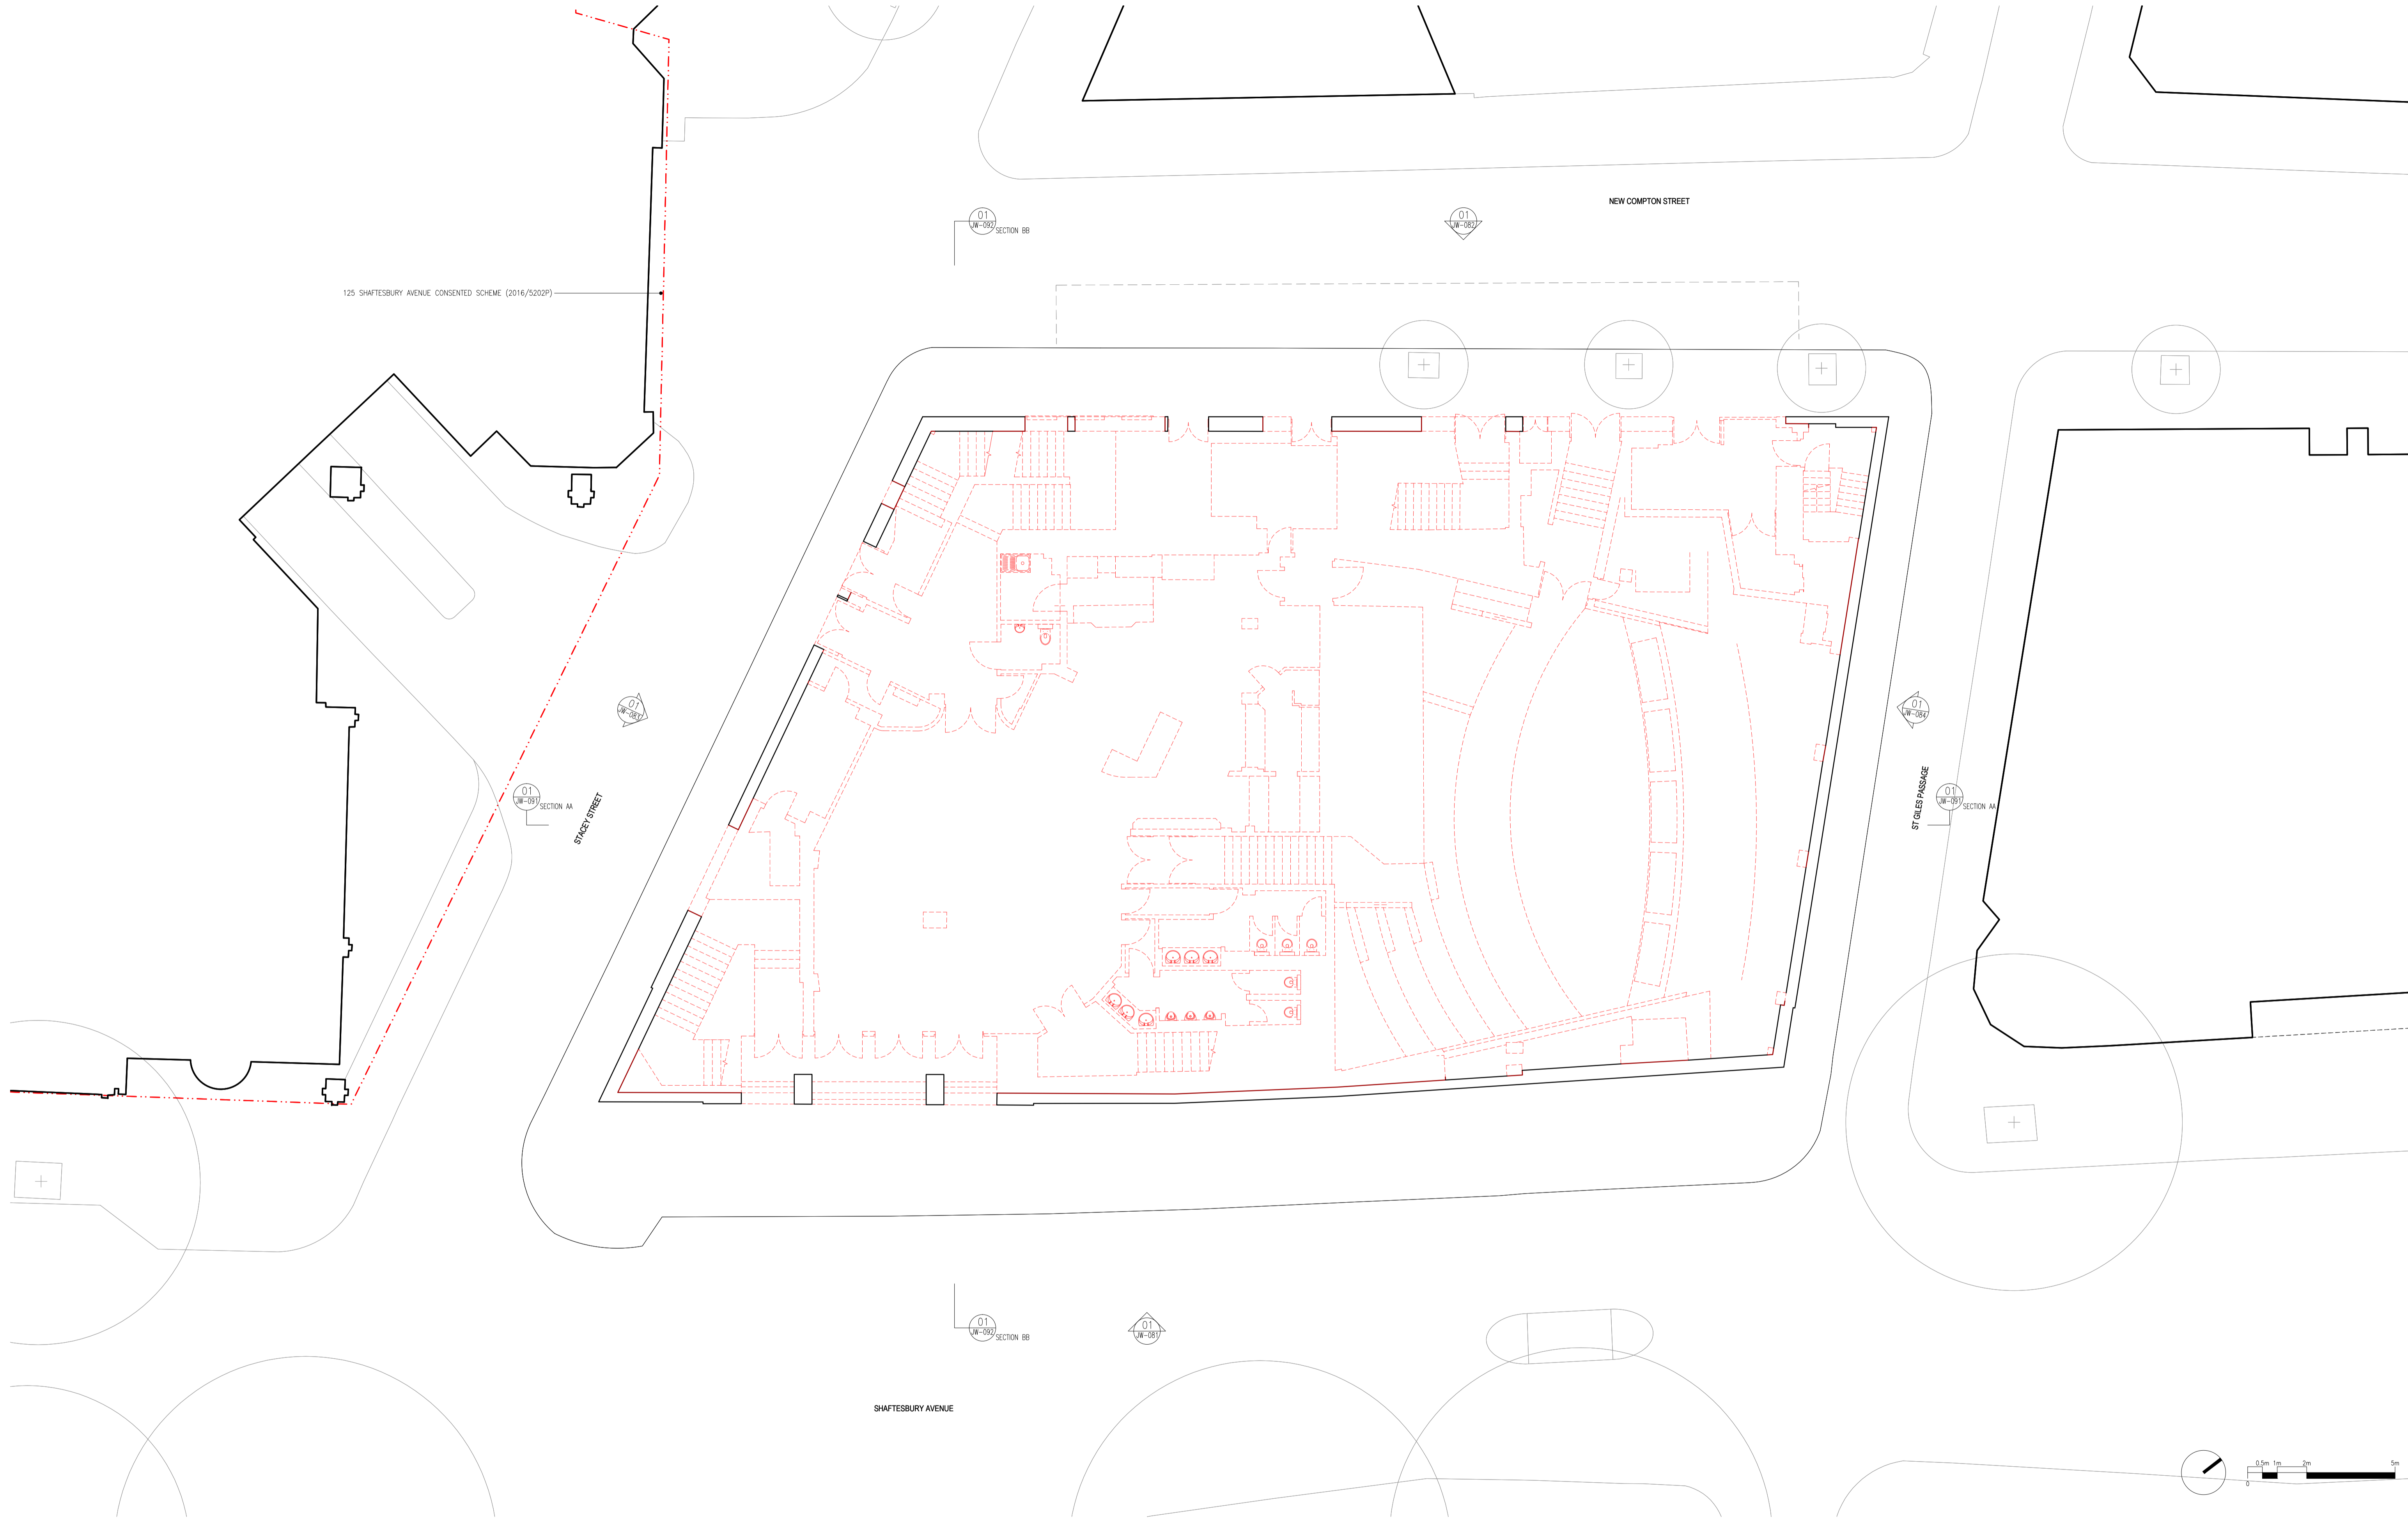 NEW COMPTON STREET
01
JW-092
SECTION BB
01
JW-082
125 SHAFTESBURY AVENUE CONSENTED SCHEME (2016/5202P)
01
JW-083
01
JW-084
01
JW-091
SECTION AA
STACEY STREET
ST GILES PASSAGE
01
JW-091
SECTION AA
01
JW-092
SECTION BB
01
JW-081
SHAFTESBURY AVENUE
0.5m 1m 2m 5m
0